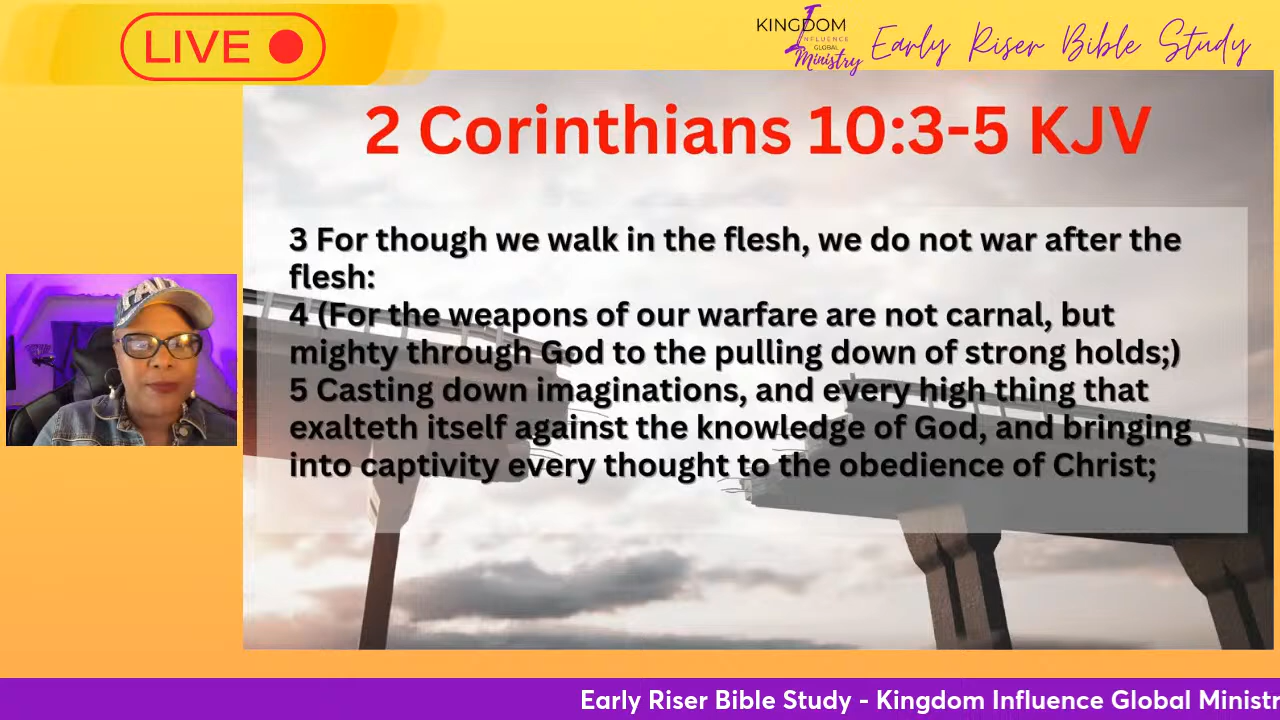 LIVE
KINGDOM
INFLUENCE
GLOBAL
Ministry
Early Riser Bible Study
2 Corinthians 10:3-5 KJV
3 For though we walk in the flesh, we do not war after the
flesh:
4 (For the weapons of our warfare are not carnal, but
mighty through God to the pulling down of strong holds;)
5 Casting down imaginations, and every high thing that
exalteth itself against the knowledge of God, and bringing
into captivity every thought to the obedience of Christ;
Early Riser Bible Study - Kingdom Influence Global Ministr